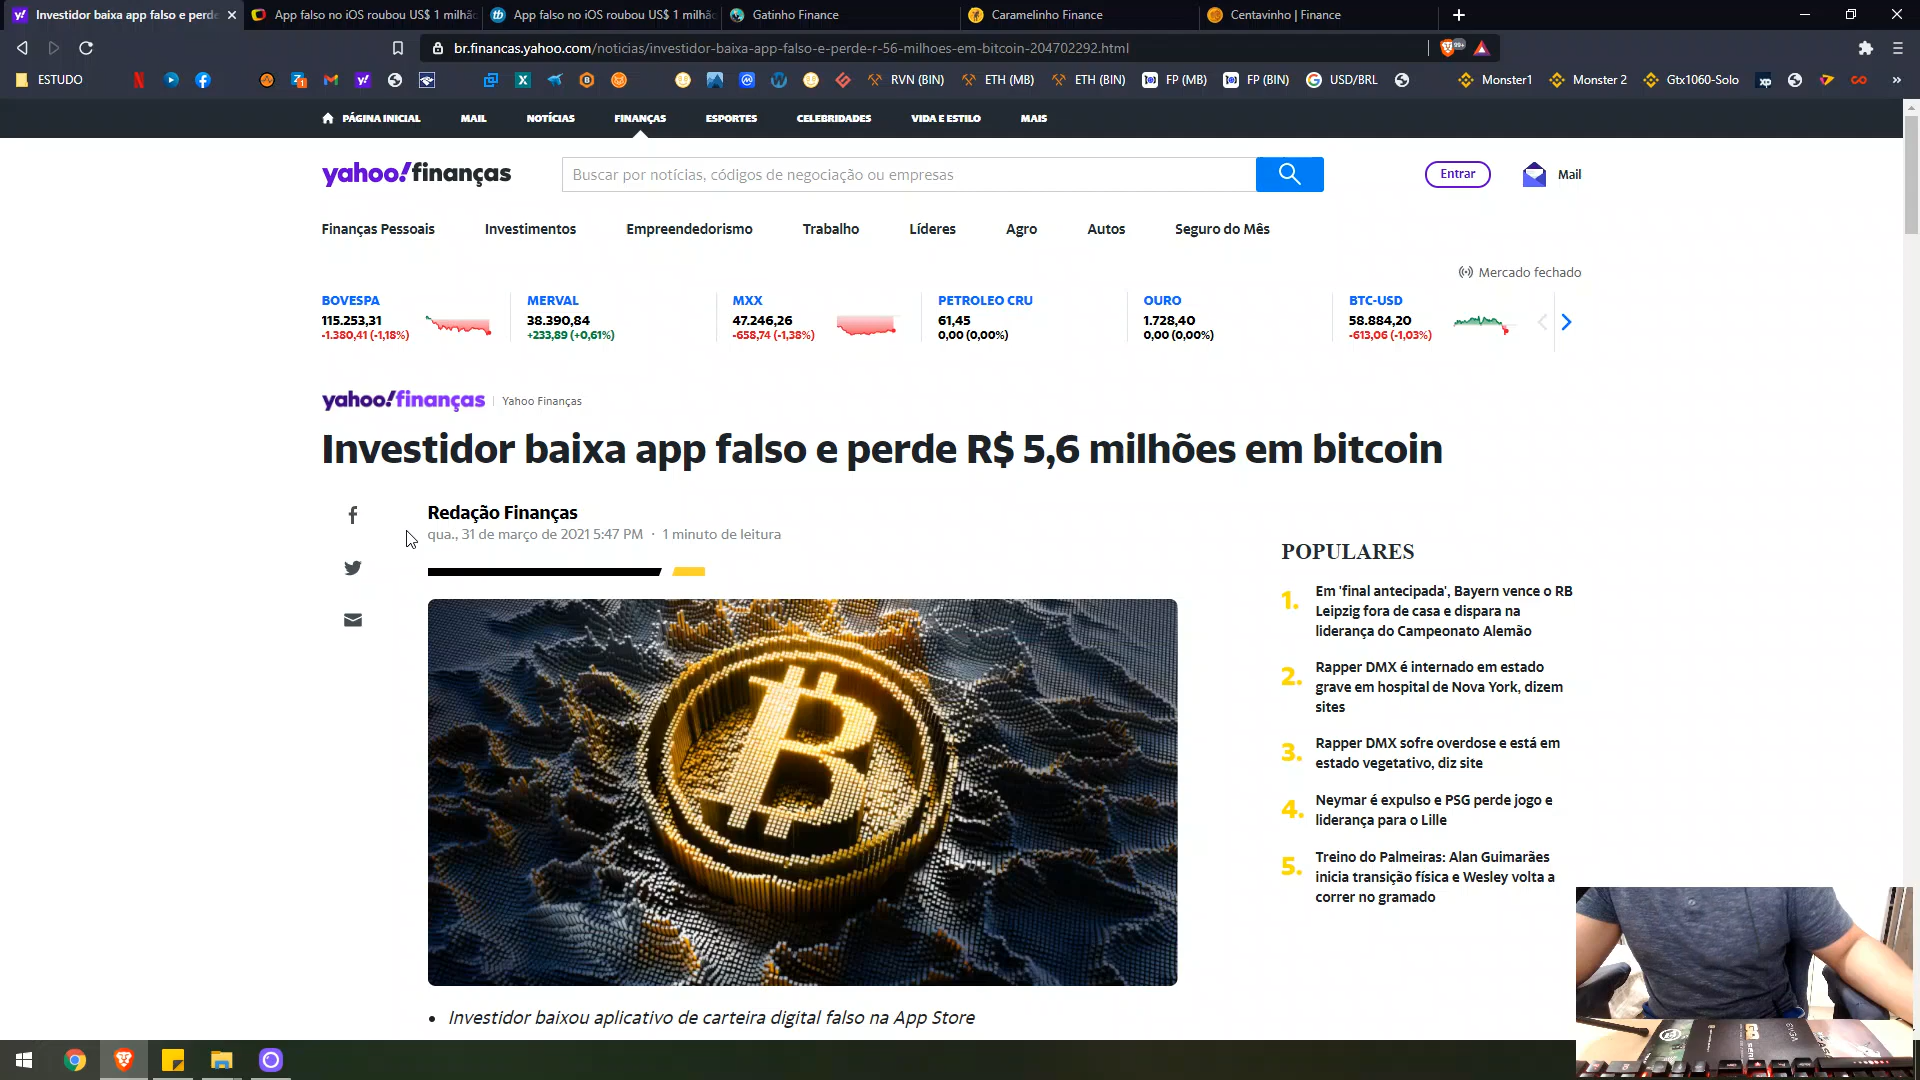 Investidor baixa app falso e perde
App falso no iOS roubou US$ 1 milhão
App falso no iOS roubou US$ 1 milhão
Gatinho Finance
Caramelinho Finance
Centavinho | Finance
br.financas.yahoo.com/noticias/investidor-baixa-app-falso-e-perde-r-56-milhoes-em-bitcoin-204702292.html
ESTUDO
RVN (BIN)
ETH (MB)
ETH (BIN)
FP (MB)
FP (BIN)
USD/BRL
Monster1
Monster 2
Gtx1060-Solo
PÁGINA INICIAL
MAIL
NOTÍCIAS
FINANÇAS
ESPORTES
CELEBRIDADES
VIDA E ESTILO
MAIS
yahoo!finanças
Buscar por notícias, códigos de negociação ou empresas
Entrar
Mail
Finanças Pessoais
Investimentos
Empreendedorismo
Trabalho
Líderes
Agro
Autos
Seguro do Mês
Mercado fechado
BOVESPA
115.253,31
-1.380,41 (-1,18%)
MERVAL
38.390,84
+233,89 (+0,61%)
MXX
47.246,26
-658,74 (-1,38%)
PETROLEO CRU
61,45
0,00 (0,00%)
OURO
1.728,40
0,00 (0,00%)
BTC-USD
58.884,20
-613,06 (-1,03%)
yahoo!finanças
Yahoo Finanças
Investidor baixa app falso e perde R$ 5,6 milhões em bitcoin
Redação Finanças
qua., 31 de março de 2021 5:47 PM · 1 minuto de leitura
• Investidor baixou aplicativo de carteira digital falso na App Store
POPULARES
1. Em 'final antecipada', Bayern vence o RB
Leipzig fora de casa e dispara na
liderança do Campeonato Alemão
2. Rapper DMX é internado em estado
grave em hospital de Nova York, dizem
sites
3. Rapper DMX sofre overdose e está em
estado vegetativo, diz site
4. Neymar é expulso e PSG perde jogo e
liderança para o Lille
5. Treino do Palmeiras: Alan Guimarães
inicia transição física e Wesley volta a
correr no gramado